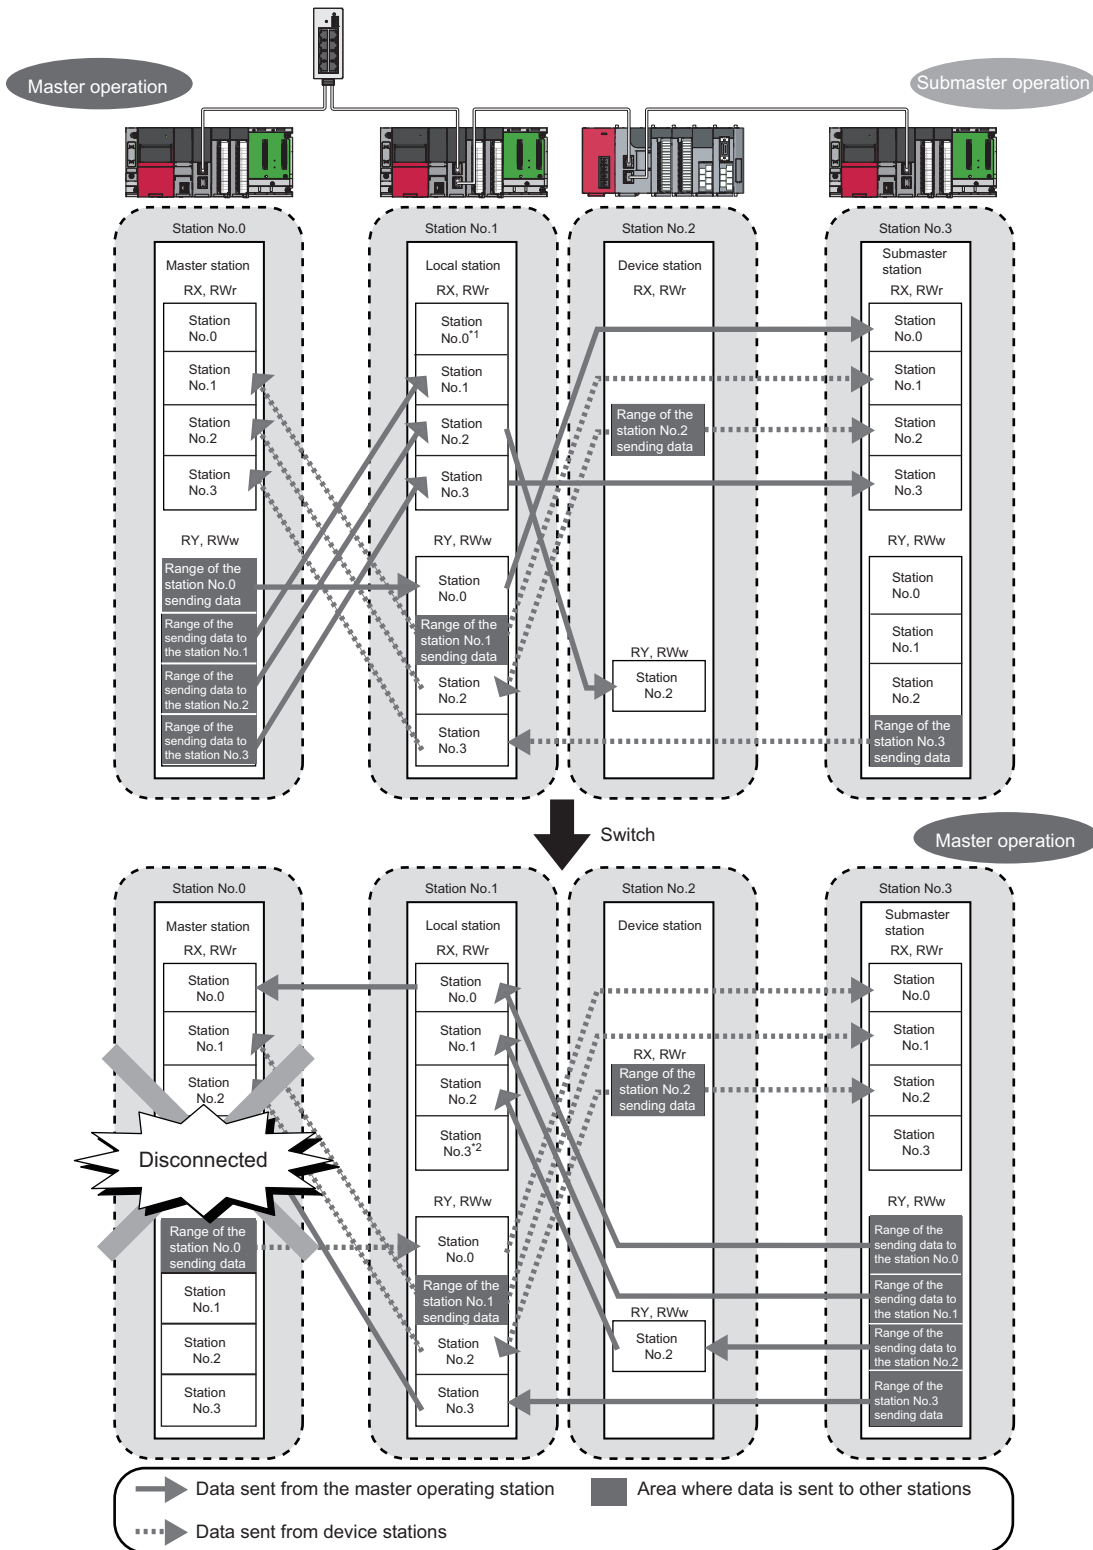 Master operation
Submaster operation
Station No.0
Station No.1
Station No.2
Station No.3
Master station
Local station
Device station
Submaster
station
RX, RWr
RX, RWr
RX, RWr
RX, RWr
Station
No.0
Station
No.1
Station
No.2
Station
No.3
Station
No.0*1
Station
No.1
Station
No.2
Station
No.3
Range of the
station No.2
sending data
Station
No.0
Station
No.1
Station
No.2
Station
No.3
RY, RWw
RY, RWw
RY, RWw
RY, RWw
Range of the
station No.0
sending data
Range of the
sending data to
the station No.1
Range of the
sending data to
the station No.2
Range of the
sending data to
the station No.3
Station
No.0
Range of the
station No.1
sending data
Station
No.2
Station
No.3
Station
No.2
Station
No.0
Station
No.1
Station
No.2
Range of the
station No.3
sending data
Switch
Master operation
Station No.0
Station No.1
Station No.2
Station No.3
Master station
Local station
Device station
Submaster
station
RX, RWr
RX, RWr
RX, RWr
RX, RWr
Station
No.0
Station
No.1
Station
No.2
Disconnected
Station
No.0
Station
No.1
Station
No.2
Station
No.3*2
Range of the
station No.2
sending data
Station
No.0
Station
No.1
Station
No.2
Station
No.3
RY, RWw
RY, RWw
RY, RWw
Range of the
station No.0
sending data
Station
No.1
Station
No.2
Station
No.3
Station
No.0
Range of the
station No.1
sending data
Station
No.2
Station
No.3
Station
No.2
Range of the
sending data to
the station No.0
Range of the
sending data to
the station No.1
Range of the
sending data to
the station No.2
Range of the
station No.3
sending data
Data sent from the master operating station
Area where data is sent to other stations
Data sent from device stations